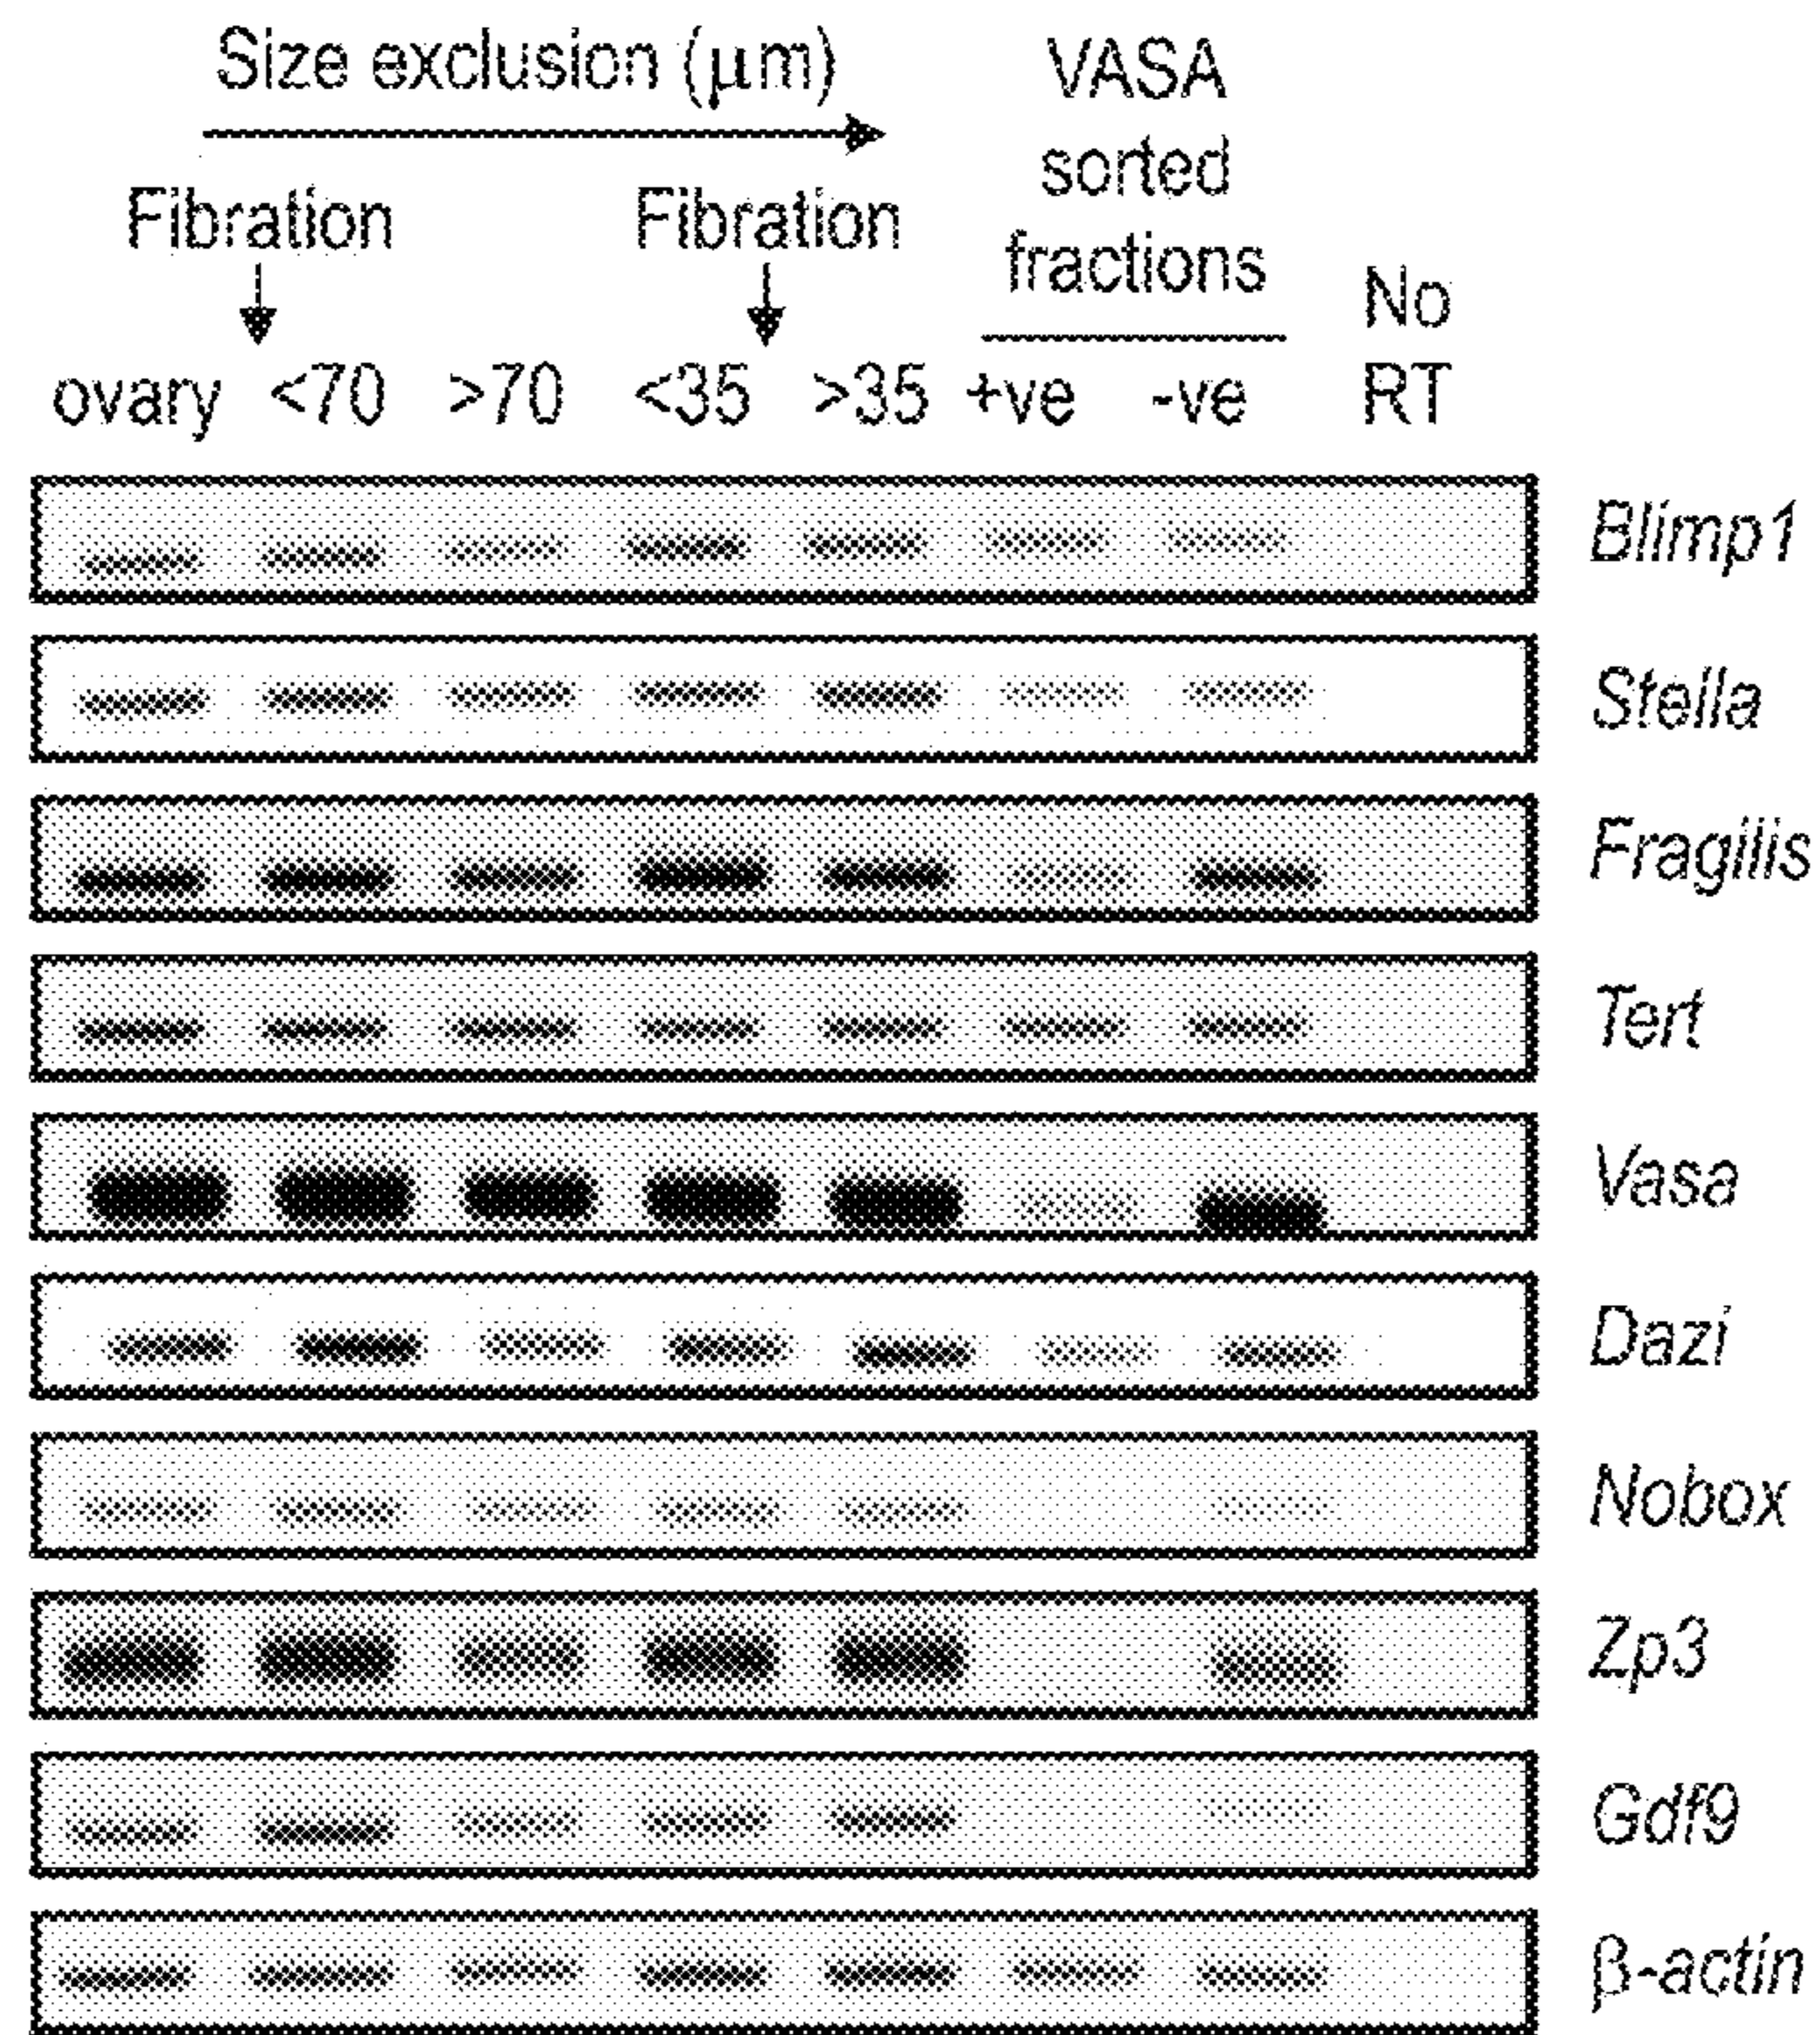 Size exclusion (µm)
VASA
sorted
fractions
Fibration
Fibration
No
RT
ovary <70 >70 <35 >35 +ve -ve
Blimp1
Stella
Fragilis
Tert
Vasa
Dazi
Nobox
Zp3
Gdf9
β-actin